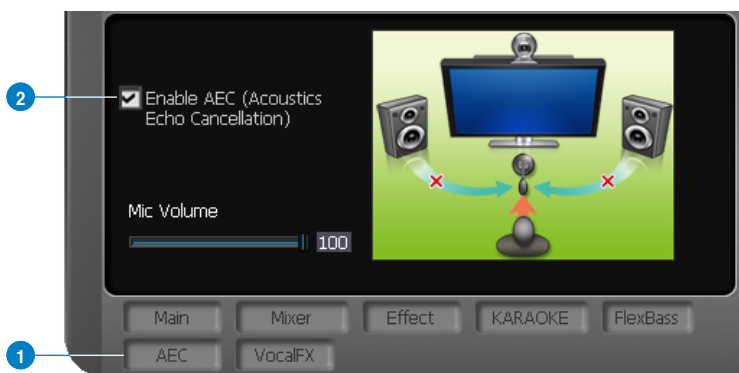 2
Enable AEC (Acoustics
Echo Cancellation)
Mic Volume
100
Main
Mixer
Effect
KARAOKE
FlexBass
1
AEC
VocalFX